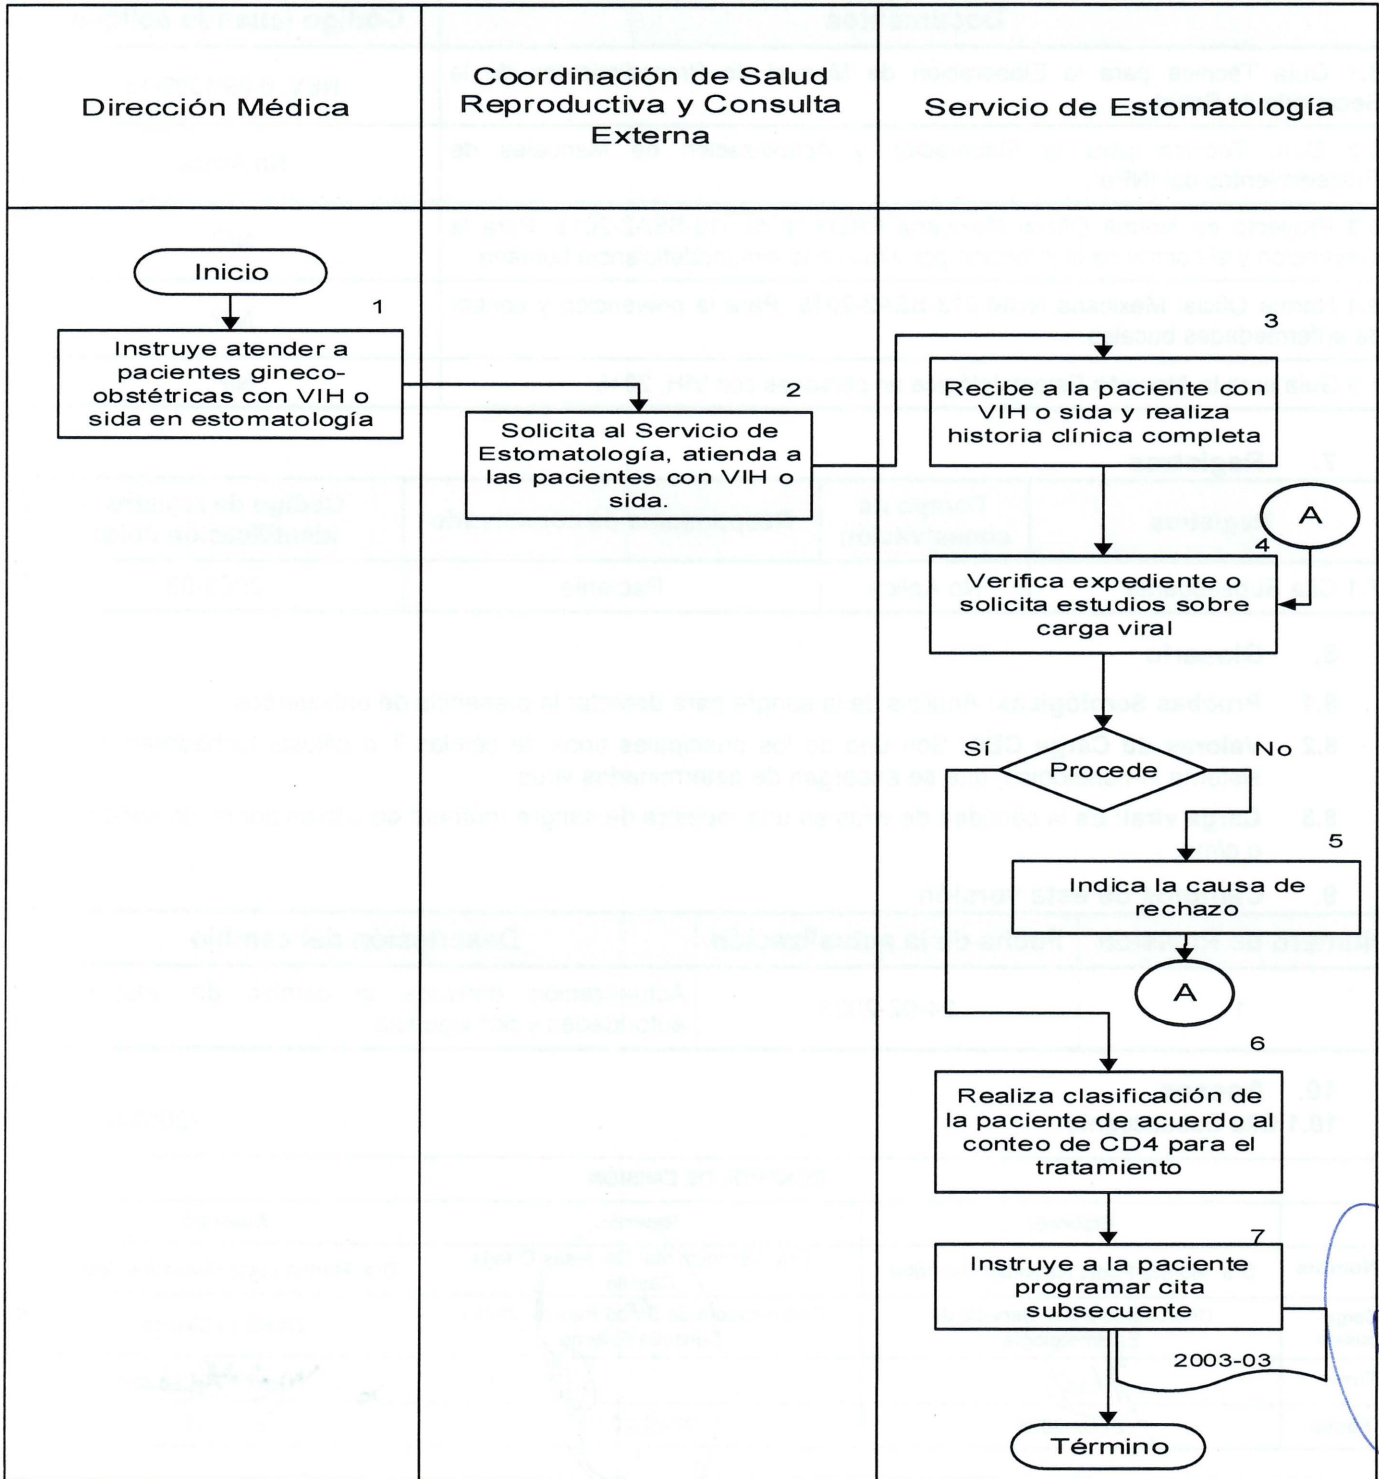 Dirección Médica
Coordinación de Salud
Reproductiva y Consulta
Externa
Servicio de Estomatología
Inicio
1
Instruye atender a
pacientes gineco-
obstétricas con VIH o
sida en estomatología
2
Solicita al Servicio de
Estomatología, atienda a
las pacientes con VIH o
sida.
3
Recibe a la paciente con
VIH o sida y realiza
historia clínica completa
A
4
Verifica expediente o
solicita estudios sobre
carga viral
Sí
No
Procede
5
Indica la causa de
rechazo
A
6
Realiza clasificación de
la paciente de acuerdo al
conteo de CD4 para el
tratamiento
7
Instruye a la paciente
programar cita
subsecuente
2003-03
Término